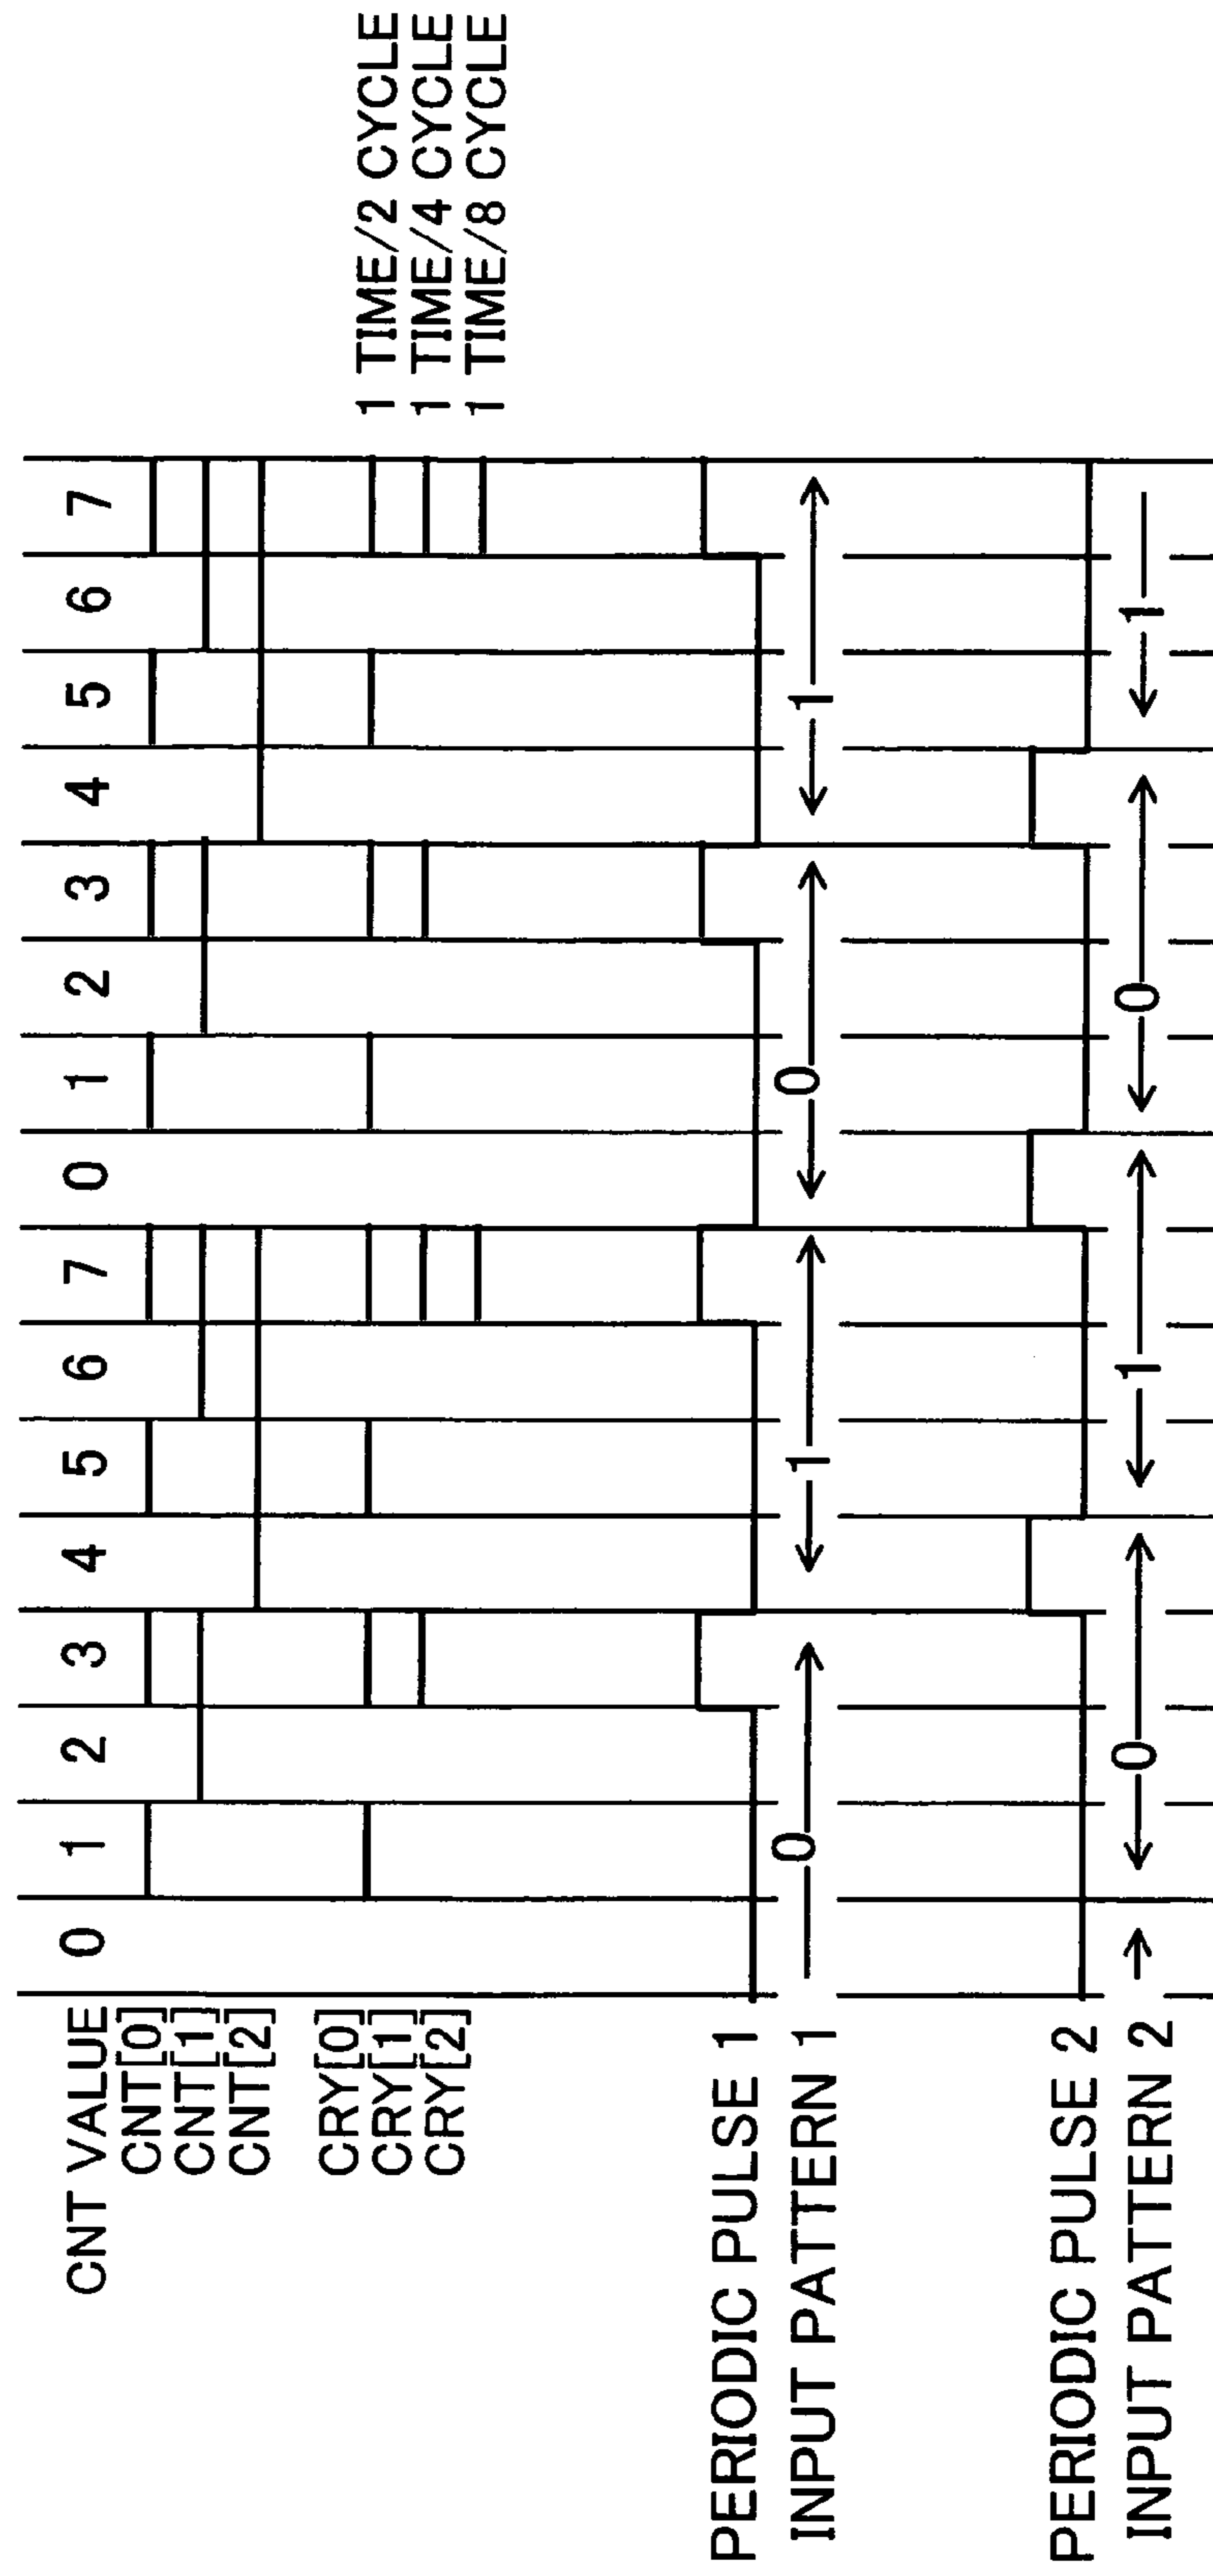 CNT VALUE 0 1 2 3 4 5 6 7 0 1 2 3 4 5 6 7
CNT[0]
CNT[1]
CNT[2]
CRY[0] 1 TIME/2 CYCLE
CRY[1] 1 TIME/4 CYCLE
CRY[2] 1 TIME/8 CYCLE
PERIODIC PULSE 1
INPUT PATTERN 1 0 1 0 1
PERIODIC PULSE 2
INPUT PATTERN 2 0 1 0 1